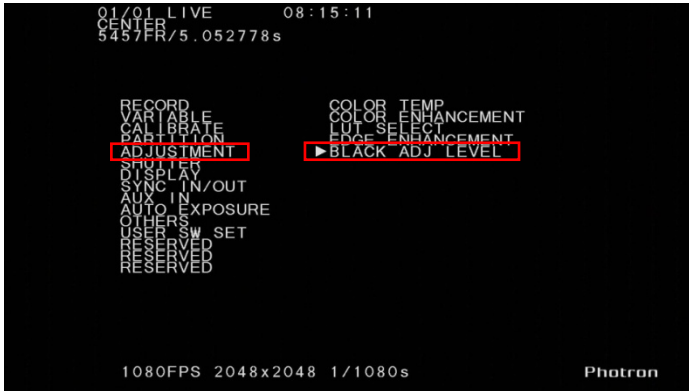 01/01 LIVE 08:15:11
CENTER
5457FR/5.052778s
RECORD
VARIABLE
CALIBRATE
PARTITION
ADJUSTMENT
SHUTTER
DISPLAY
SYNC IN/OUT
AUX IN
AUTO EXPOSURE
OTHERS
USER SW SET
RESERVED
RESERVED
RESERVED
COLOR TEMP
COLOR ENHANCEMENT
LUT SELECT
EDGE ENHANCEMENT
▶BLACK ADJ LEVEL
1080FPS 2048x2048 1/1080s
Photron